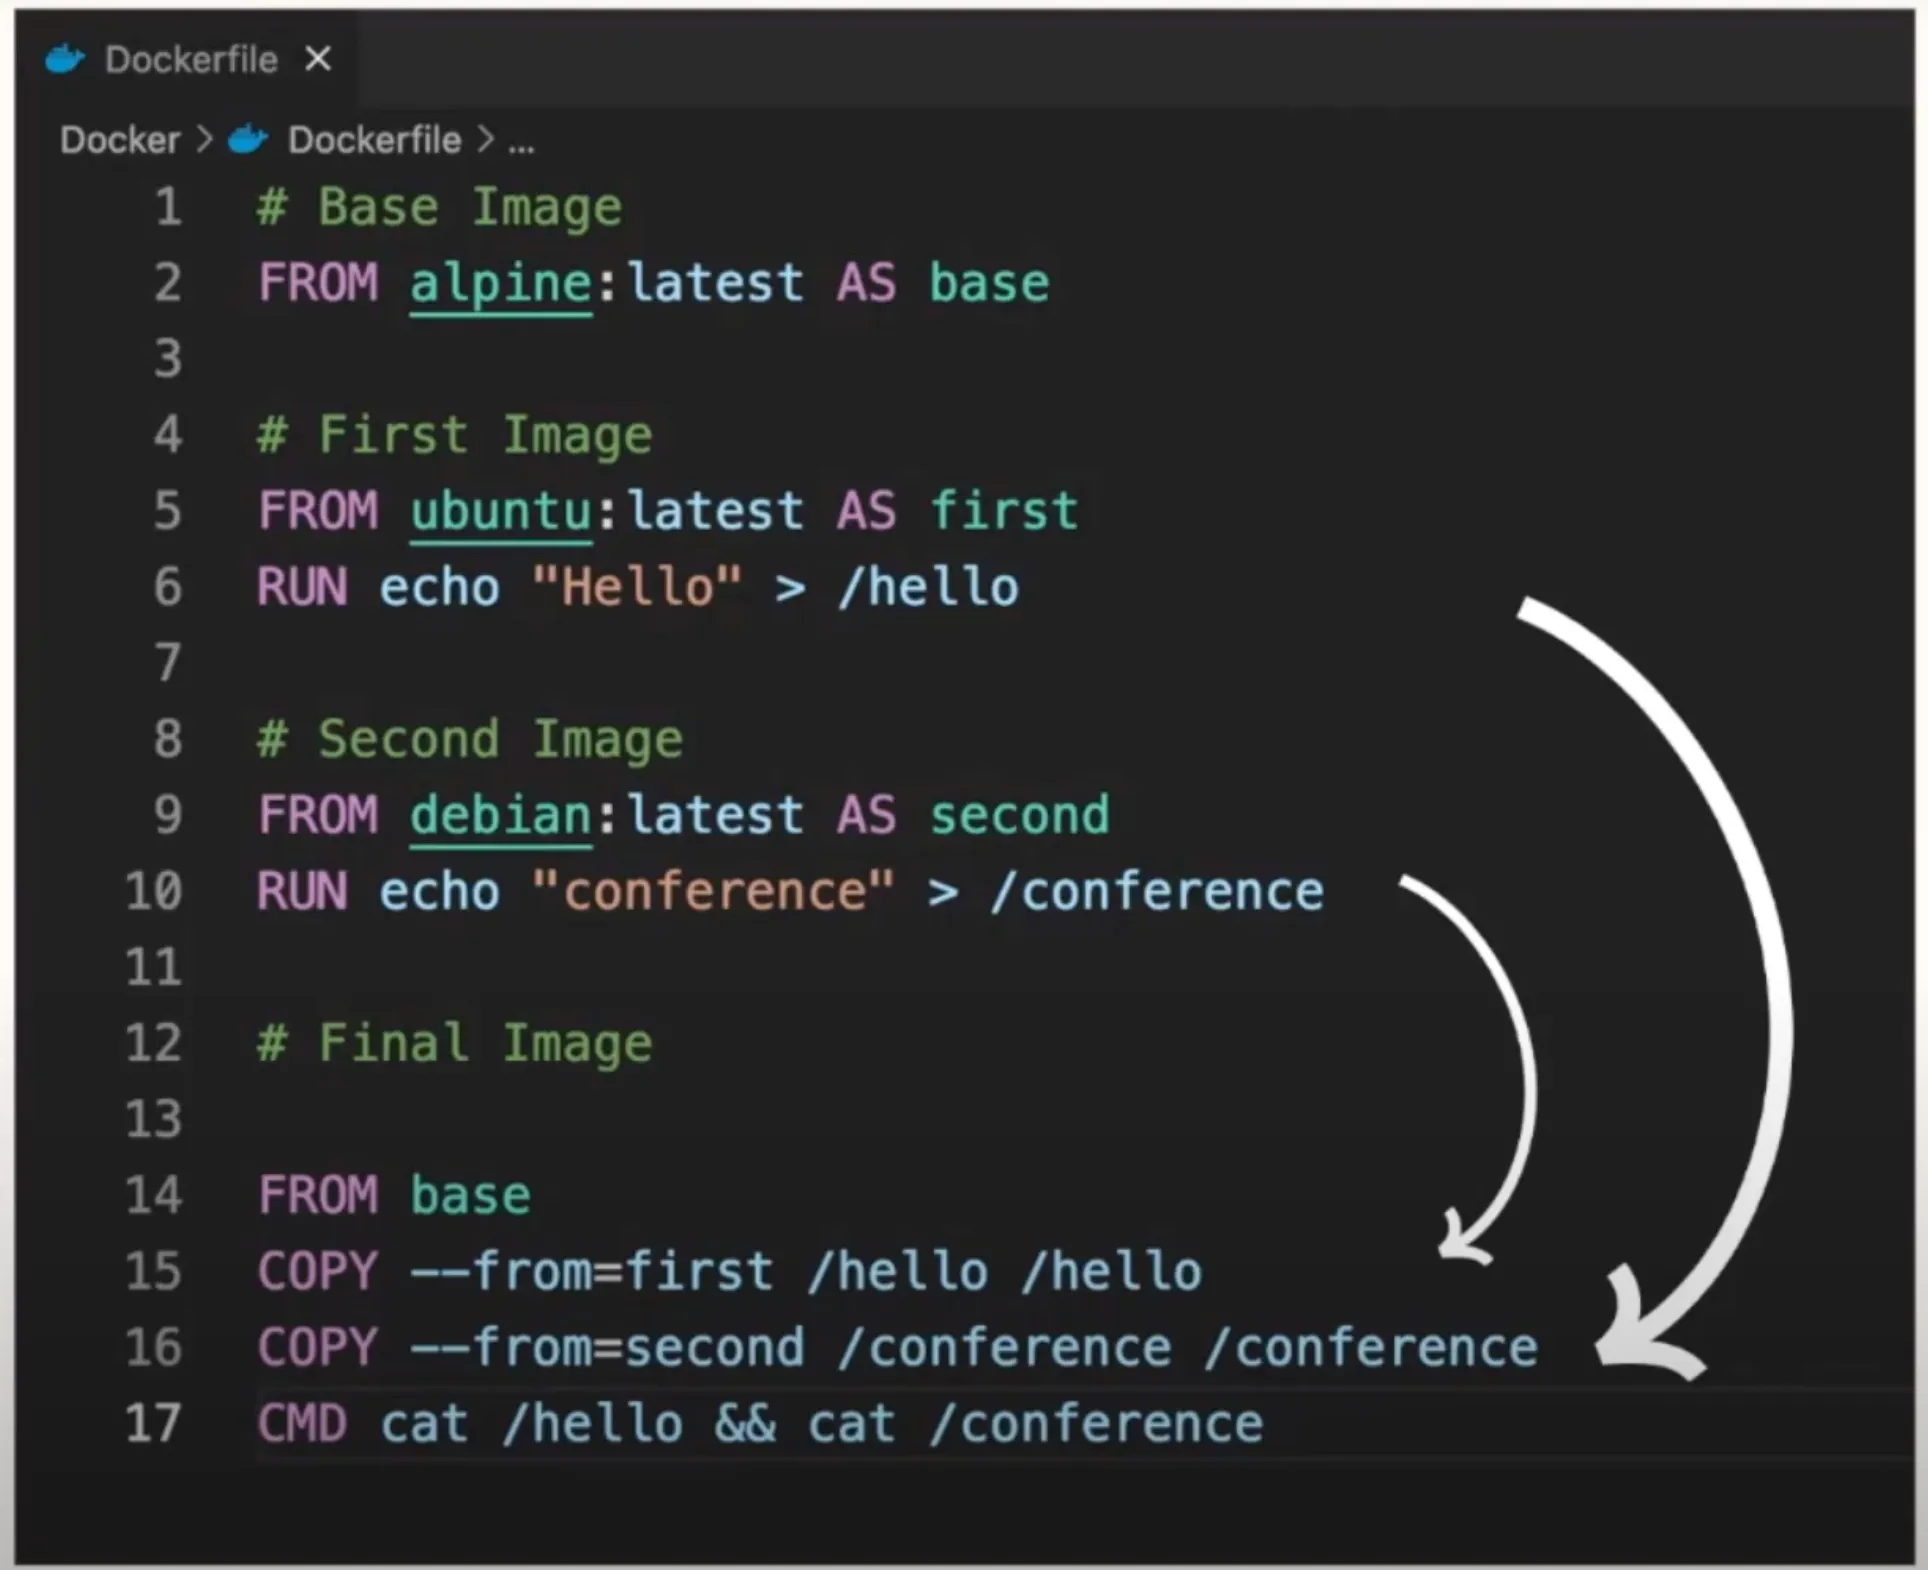 Dockerfile ×
Docker > Dockerfile > ...
1 # Base Image
2 FROM alpine:latest AS base
3
4 # First Image
5 FROM ubuntu:latest AS first
6 RUN echo "Hello" > /hello
7
8 # Second Image
9 FROM debian:latest AS second
10 RUN echo "conference" > /conference
11
12 # Final Image
13
14 FROM base
15 COPY --from=first /hello /hello
16 COPY --from=second /conference /conference
17 CMD cat /hello && cat /conference